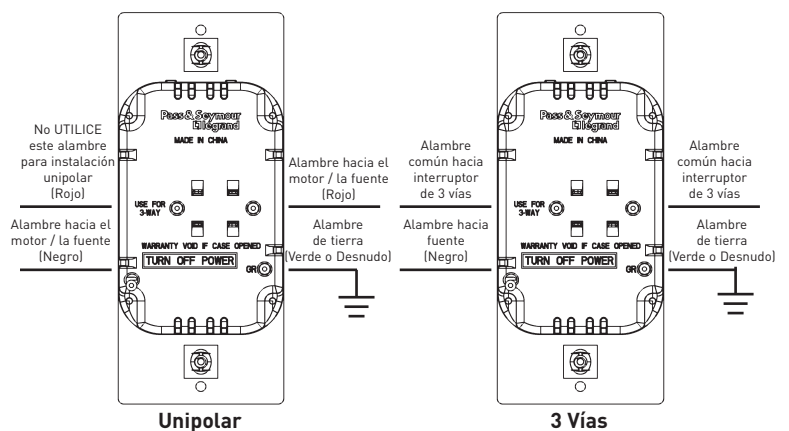 No UTILICE
este alambre
para instalación
unipolar
(Rojo)
Alambre hacia el
motor / la fuente
(Negro)
Pass & Seymour
legrand
MADE IN CHINA
USE FOR
3-WAY
WARRANTY VOID IF CASE OPENED
TURN OFF POWER
GR
Alambre hacia el
motor / la fuente
(Rojo)
Alambre
de tierra
(Verde o Desnudo)
Unipolar
Alambre
común hacia
interruptor
de 3 vías
Alambre hacia
fuente
(Negro)
Pass & Seymour
legrand
MADE IN CHINA
USE FOR
3-WAY
WARRANTY VOID IF CASE OPENED
TURN OFF POWER
GR
Alambre
común hacia
interruptor
de 3 vías
Alambre
de tierra
(Verde o Desnudo)
3 Vías